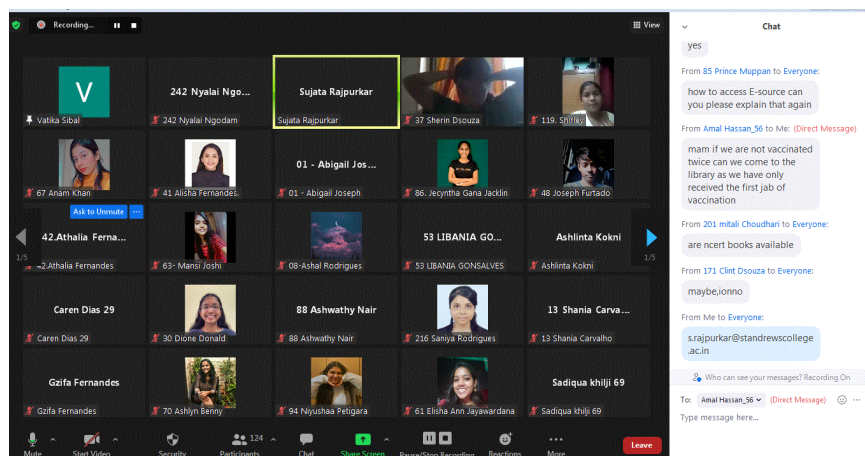 Recording...
View
V
Vatika Sibal
242 Nyalai Ngo...
242 Nyalai Ngodam
Sujata Rajpurkar
Sujata Rajpurkar
37 Sherin Dsouza
119. Shirley
67 Anam Khan
41 Alisha Fernandes.
01 - Abigail Jos...
01 - Abigail Joseph
86. Jecyntha Gana Jacklin
48 Joseph Furtado
Ask to Unmute
...
42.Athalia Ferna...
42.Athalia Fernandes
63- Mansi Joshi
08-Ashal Rodrigues
53 LIBANIA GO...
53 LIBANIA GONSALVES
Ashlinta Kokni
Ashlinta Kokni
1/5
1/5
Caren Dias 29
Caren Dias 29
30 Dione Donald
88 Ashwathy Nair
88 Ashwathy Nair
216 Saniya Rodrigues
13 Shania Carva...
13 Shania Carvalho
Gzifa Fernandes
Gzifa Fernandes
70 Ashlyn Benny
94 Niyushaa Petigara
61 Elisha Ann Jayawardana
Sadiqua khilji 69
Sadiqua khilji 69
Mute
Start Video
Security
124
Participants
Chat
Share Screen
Pause/Stop Recording
Reactions
More
Leave
Chat
yes
From 85 Prince Muppan to Everyone:
how to access E-source can
you please explain that again
From Amal Hassan_56 to Me: (Direct Message)
mam if we are not vaccinated
twice can we come to the
library as we have only
received the first jab of
vaccination
From 201 mitali Choudhari to Everyone:
are ncert books available
From 171 Clint Dsouza to Everyone:
maybe,ionno
From Me to Everyone:
s.rajpurkar@standrewscollege
.ac.in
Who can see your messages? Recording On
To: Amal Hassan_56 (Direct Message)
Type message here...